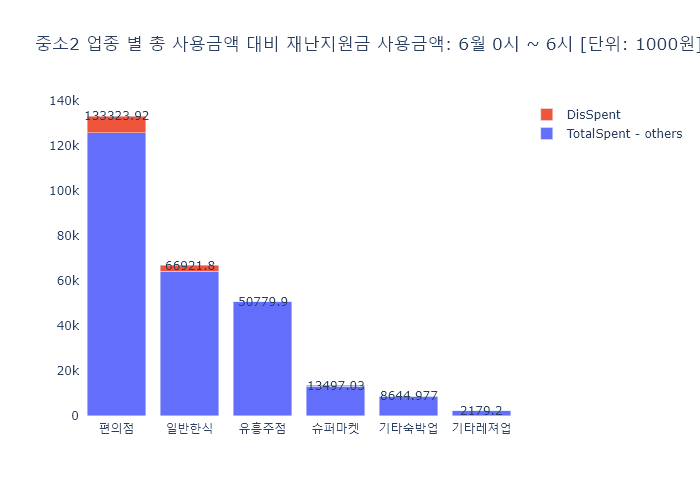 중소2 업종 별 총 사용금액 대비 재난지원금 사용금액: 6월 0시 ~ 6시 [단위: 1000원]
140k
120k
100k
80k
60k
40k
20k
0
133323.92
66921.8
50779.9
13497.03
8644.977
2179.2
편의점
일반한식
유흥주점
슈퍼마켓
기타숙박업
기타레져업
DisSpent
TotalSpent - others